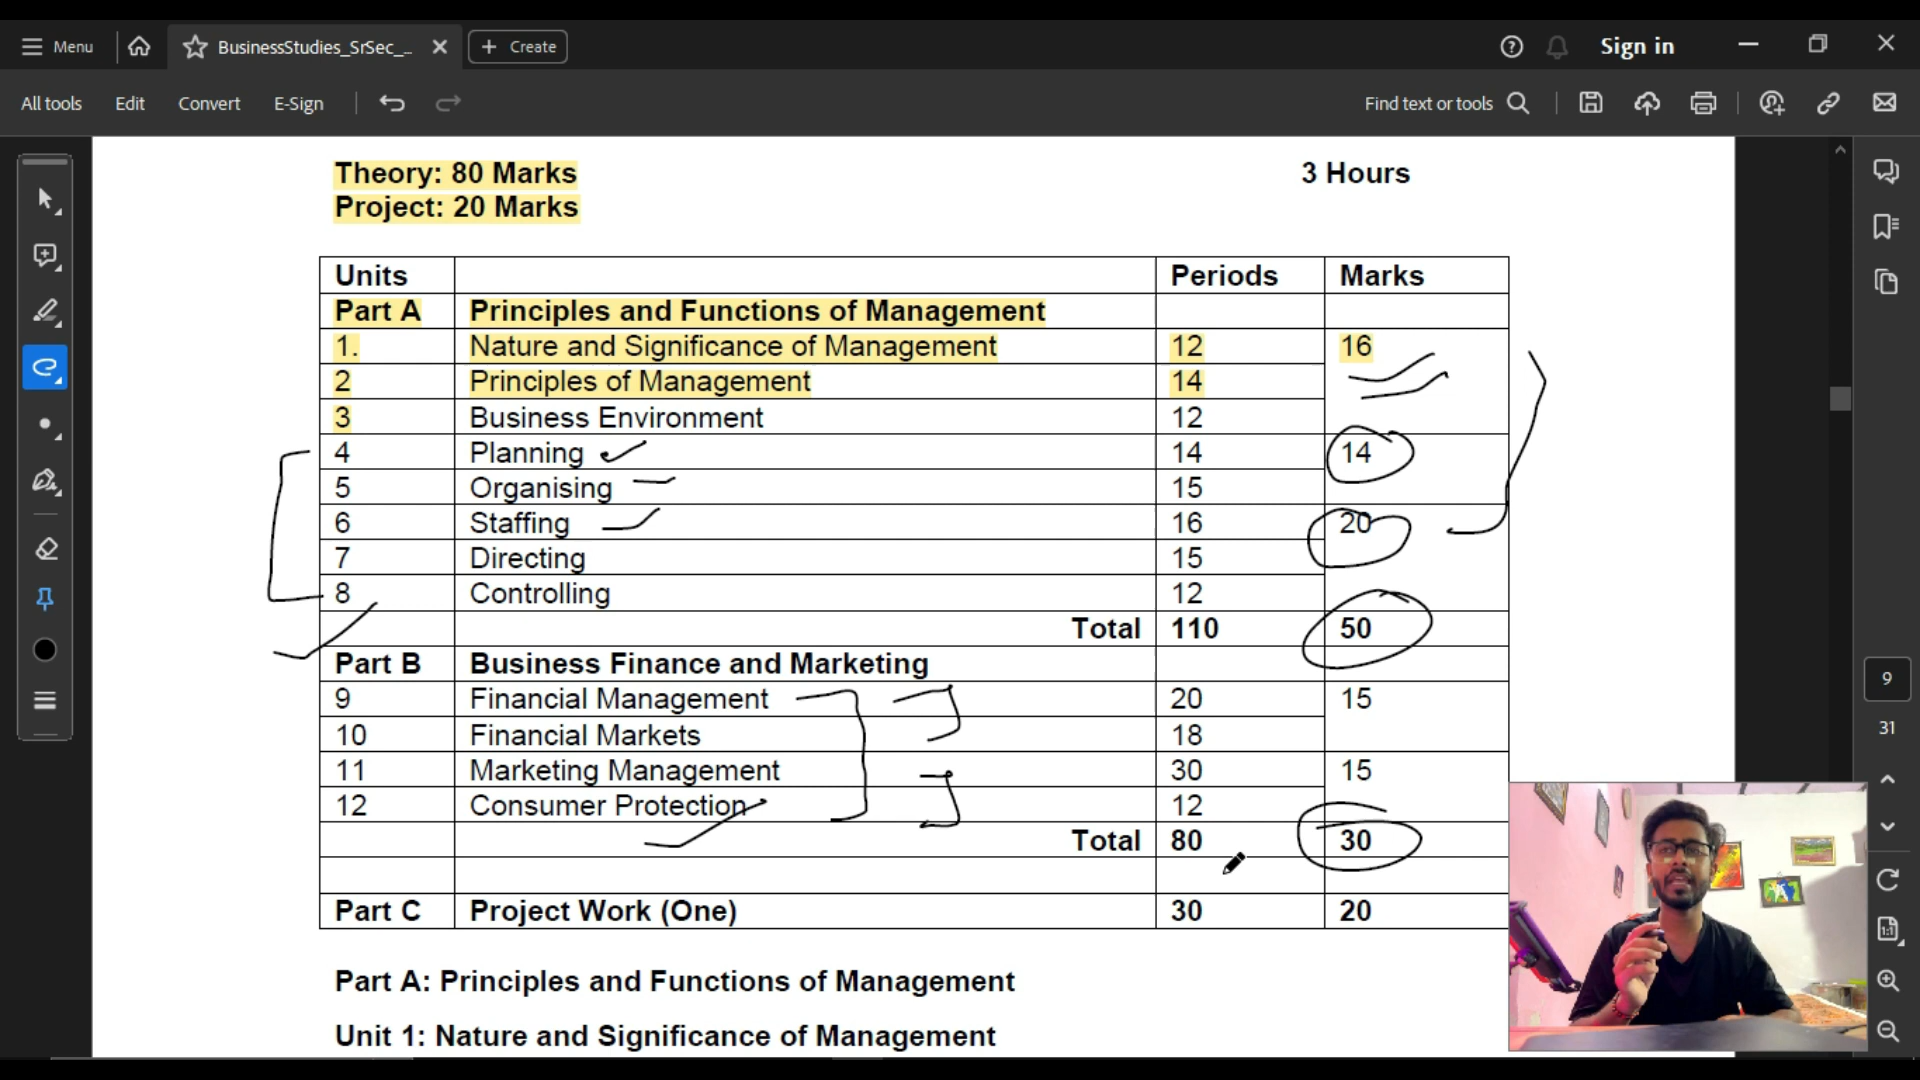 Menu
BusinessStudies_SrSec_...
Create
Sign in
All tools
Edit
Convert
E-Sign
Find text or tools
Theory: 80 Marks 3 Hours
Project: 20 Marks
Units Periods Marks
Part A Principles and Functions of Management
1. Nature and Significance of Management 12 16
2 Principles of Management 14
3 Business Environment 12
4 Planning 14 14
5 Organising 15
6 Staffing 16 20
7 Directing 15
8 Controlling 12
Total 110 50
Part B Business Finance and Marketing
9 Financial Management 20 15
10 Financial Markets 18
11 Marketing Management 30 15
12 Consumer Protection 12
Total 80 30
Part C Project Work (One) 30 20
Part A: Principles and Functions of Management
Unit 1: Nature and Significance of Management
9
31
1:1